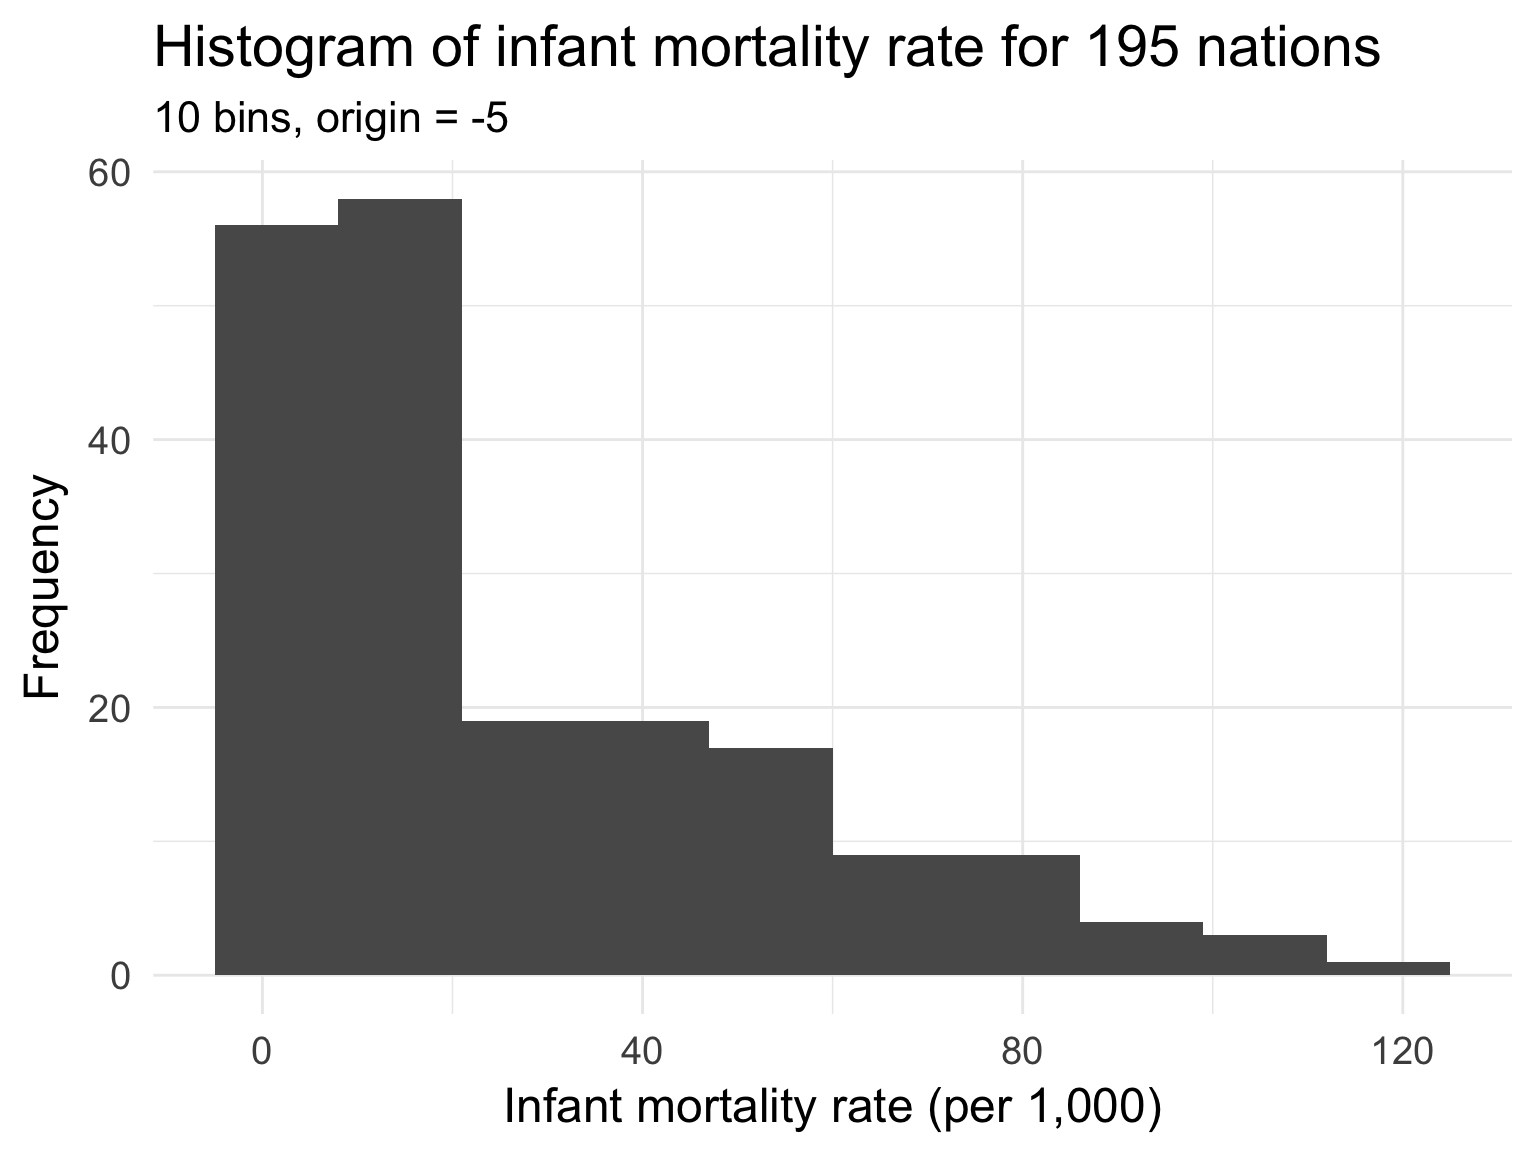 Histogram of infant mortality rate for 195 nations
10 bins, origin = -5
60
40
20
0
Frequency
0 40 80 120
Infant mortality rate (per 1,000)